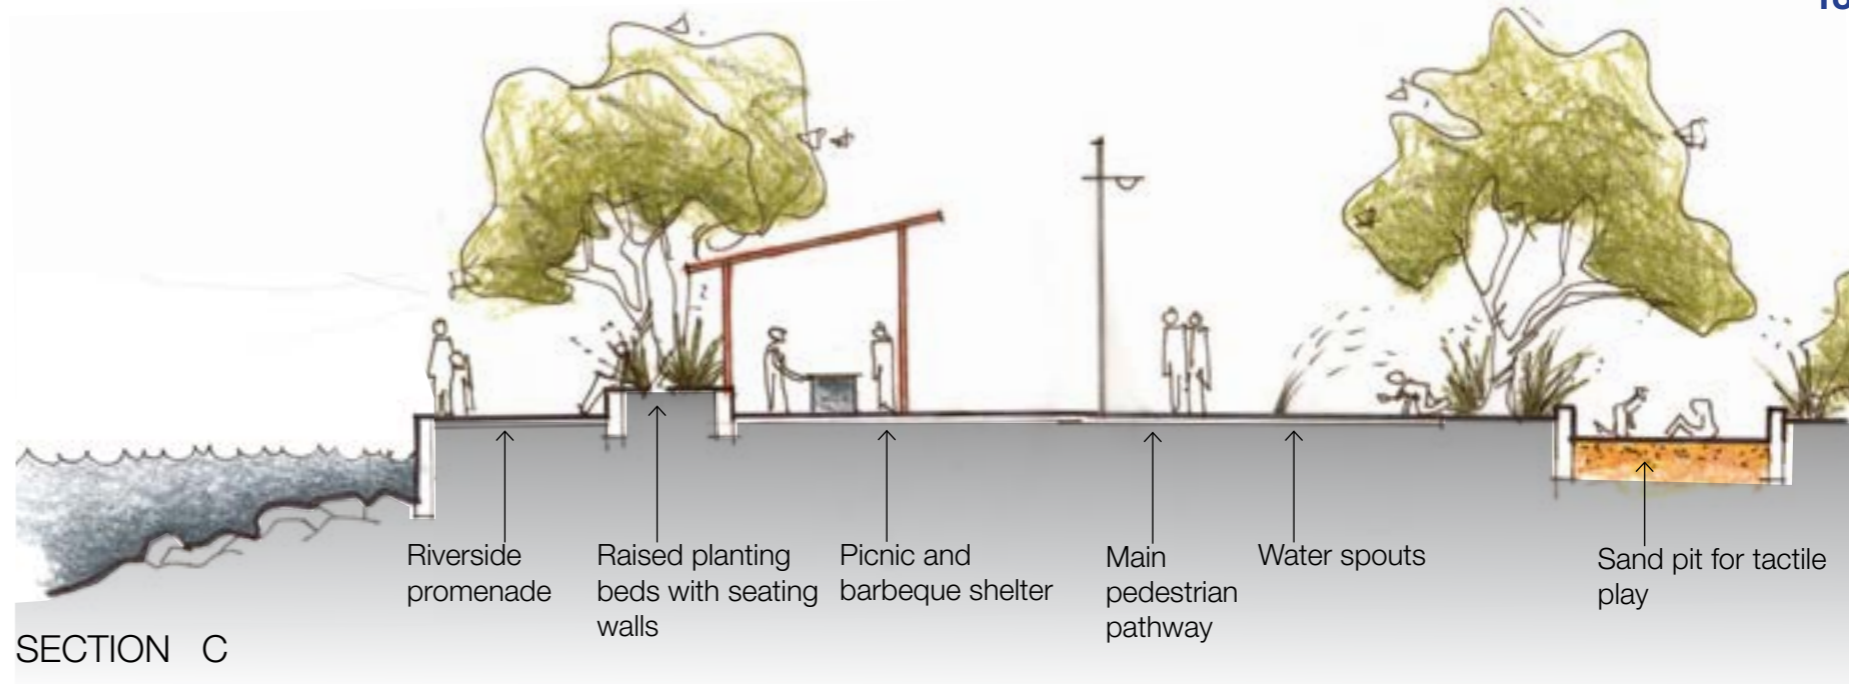 Riverside
promenade
Raised planting
beds with seating
walls
Picnic and
barbeque shelter
Main
pedestrian
pathway
Water spouts
Sand pit for tactile
play
SECTION C